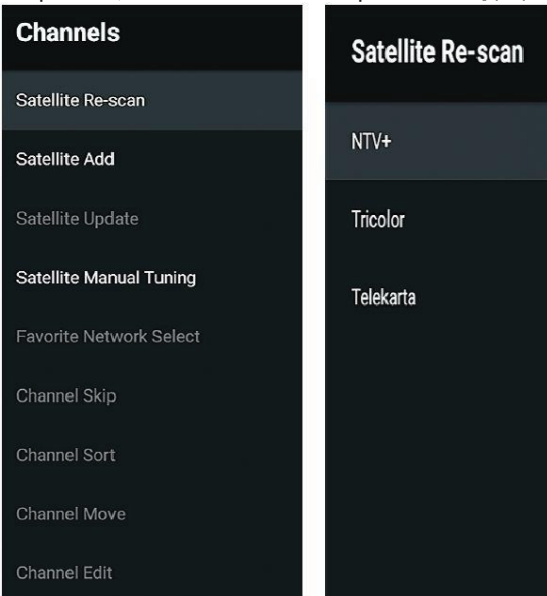 Channels
Satellite Re-scan
Satellite Add
Satellite Update
Satellite Manual Tuning
Favorite Network Select
Channel Skip
Channel Sort
Channel Move
Channel Edit
Satellite Re-scan
NTV+
Tricolor
Telekarta